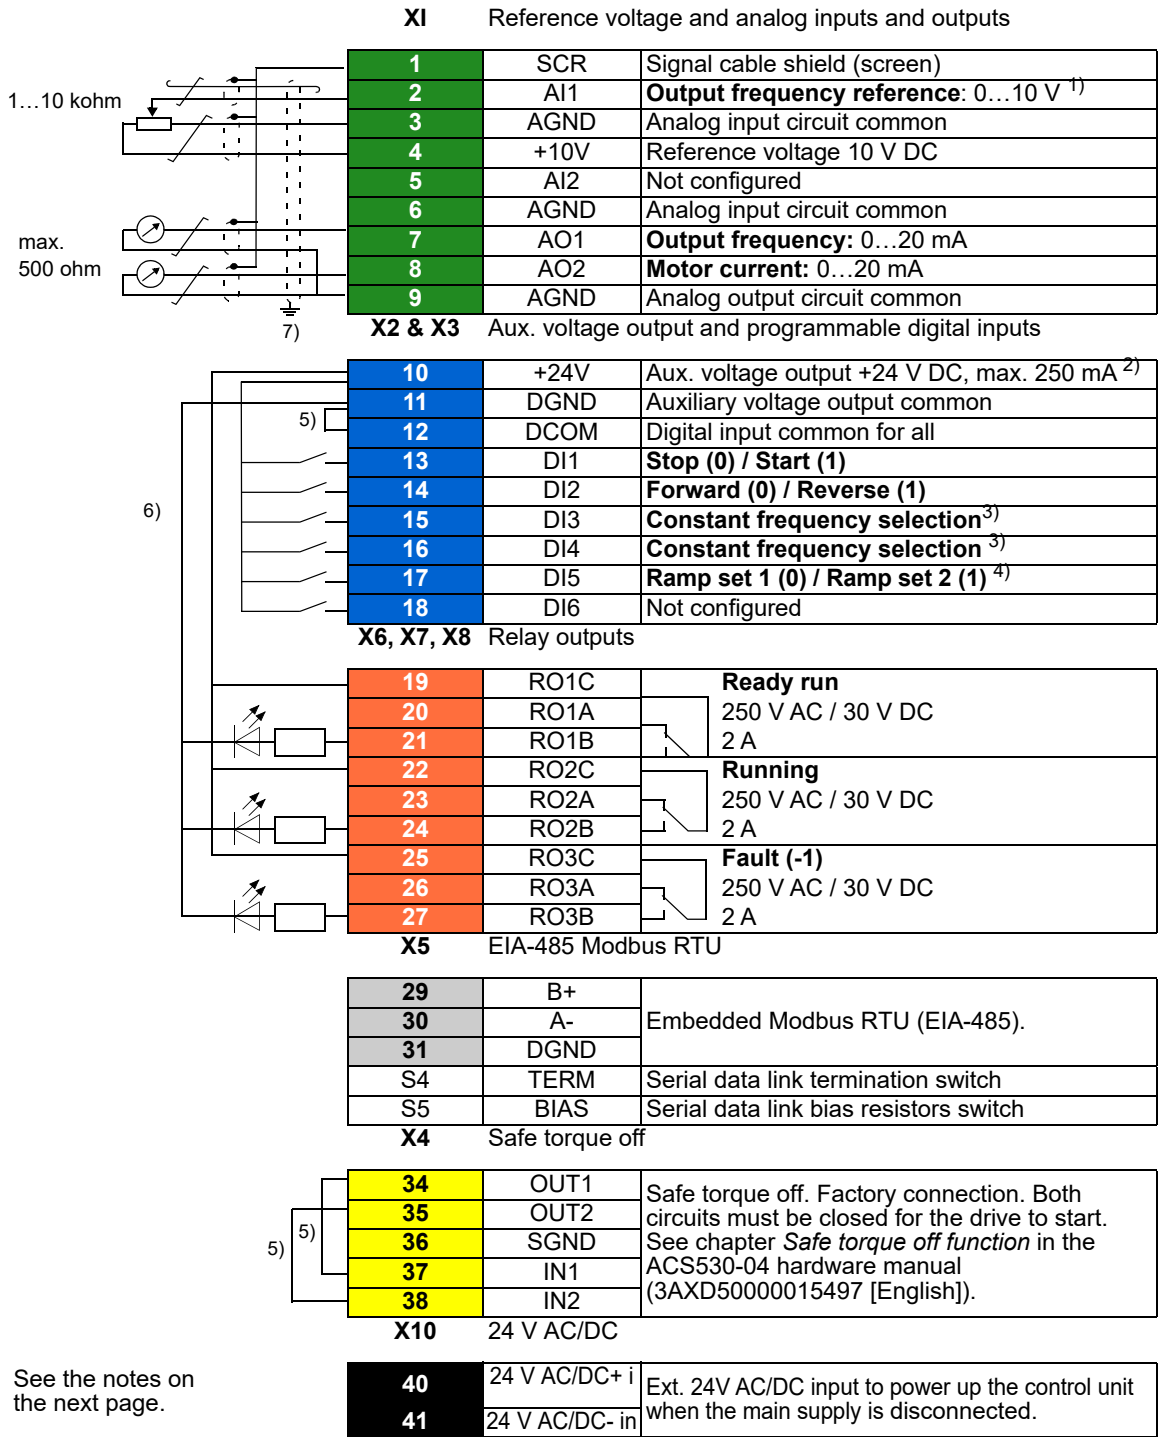 XI Reference voltage and analog inputs and outputs
1…10 kohm
1 SCR Signal cable shield (screen)
2 AI1 Output frequency reference: 0…10 V 1)
3 AGND Analog input circuit common
4 +10V Reference voltage 10 V DC
5 AI2 Not configured
6 AGND Analog input circuit common
7 AO1 Output frequency: 0…20 mA
8 AO2 Motor current: 0…20 mA
9 AGND Analog output circuit common
max.
500 ohm
7)
X2 & X3 Aux. voltage output and programmable digital inputs
10 +24V Aux. voltage output +24 V DC, max. 250 mA 2)
11 DGND Auxiliary voltage output common
5)
12 DCOM Digital input common for all
13 DI1 Stop (0) / Start (1)
14 DI2 Forward (0) / Reverse (1)
6)
15 DI3 Constant frequency selection3)
16 DI4 Constant frequency selection 3)
17 DI5 Ramp set 1 (0) / Ramp set 2 (1) 4)
18 DI6 Not configured
X6, X7, X8 Relay outputs
19 RO1C Ready run
20 RO1A 250 V AC / 30 V DC
21 RO1B 2 A
22 RO2C Running
23 RO2A 250 V AC / 30 V DC
24 RO2B 2 A
25 RO3C Fault (-1)
26 RO3A 250 V AC / 30 V DC
27 RO3B 2 A
X5 EIA-485 Modbus RTU
29 B+
30 A- Embedded Modbus RTU (EIA-485).
31 DGND
S4 TERM Serial data link termination switch
S5 BIAS Serial data link bias resistors switch
X4 Safe torque off
34 OUT1
35 OUT2
36 SGND
37 IN1
38 IN2
Safe torque off. Factory connection. Both
circuits must be closed for the drive to start.
See chapter Safe torque off function in the
ACS530-04 hardware manual
(3AXD50000015497 [English]).
5)
5)
X10 24 V AC/DC
40 24 V AC/DC+ i
41 24 V AC/DC- in
Ext. 24V AC/DC input to power up the control unit
when the main supply is disconnected.
See the notes on
the next page.